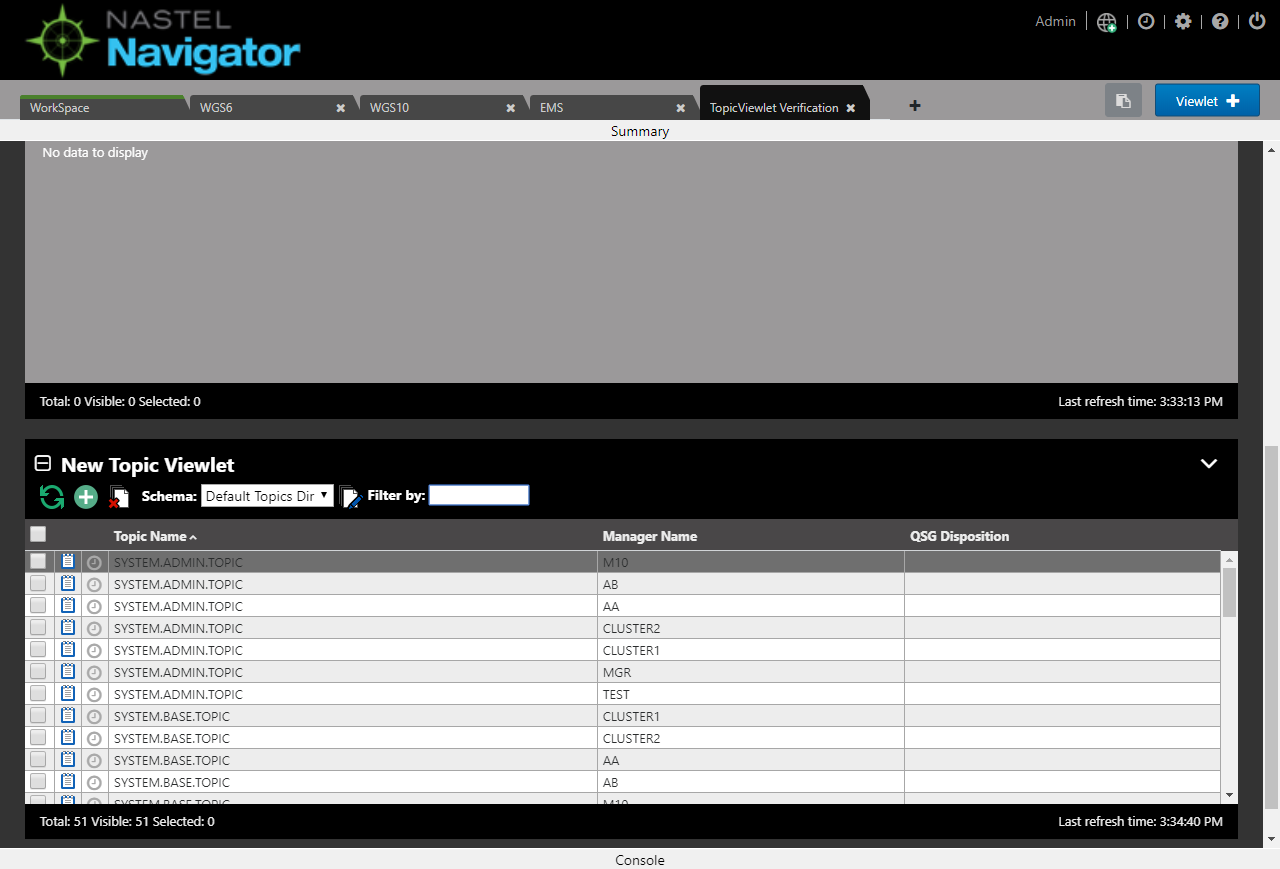 NASTEL
Navigator
Admin
WorkSpace
WGS6
WGS10
EMS
TopicViewlet Verification
Viewlet
Summary
No data to display
Total: 0 Visible: 0 Selected: 0
Last refresh time: 3:33:13 PM
New Topic Viewlet
Schema: Default Topics Dir Filter by:
Topic Name Manager Name QSG Disposition
SYSTEM.ADMIN.TOPIC M10
SYSTEM.ADMIN.TOPIC AB
SYSTEM.ADMIN.TOPIC AA
SYSTEM.ADMIN.TOPIC CLUSTER2
SYSTEM.ADMIN.TOPIC CLUSTER1
SYSTEM.ADMIN.TOPIC MGR
SYSTEM.ADMIN.TOPIC TEST
SYSTEM.BASE.TOPIC CLUSTER1
SYSTEM.BASE.TOPIC CLUSTER2
SYSTEM.BASE.TOPIC AA
SYSTEM.BASE.TOPIC AB
SYSTEM.BASE.TOPIC M10
Total: 51 Visible: 51 Selected: 0
Last refresh time: 3:34:40 PM
Console